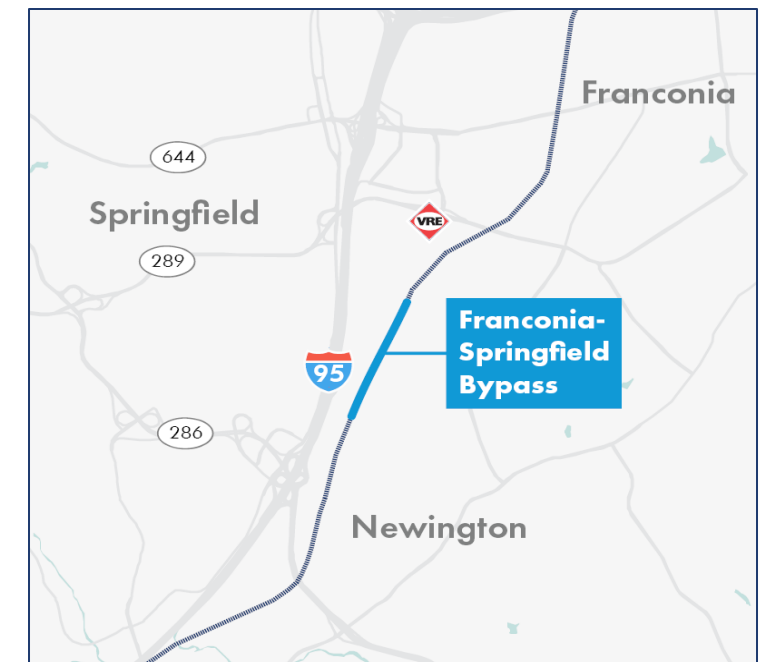 Franconia
644
Springfield
VRE
289
Franconia-
Springfield
Bypass
95
286
Newington